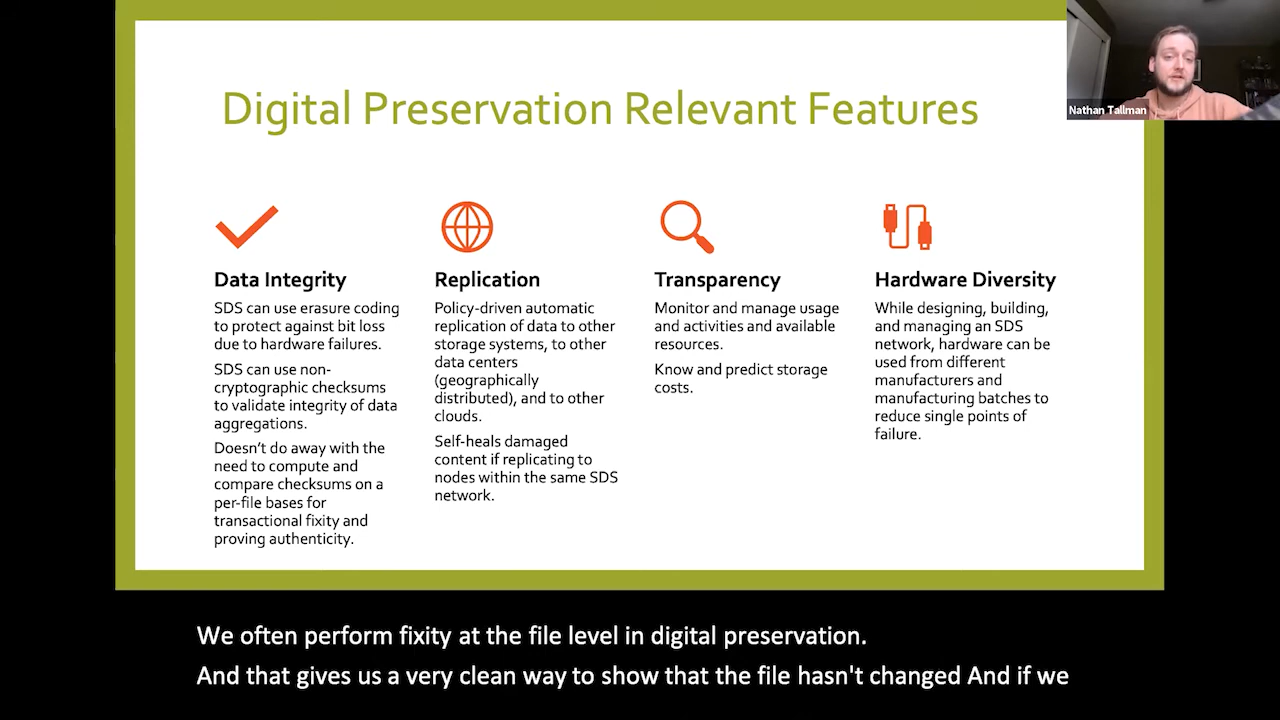 Digital Preservation Relevant Features
Nathan Tallman
Data Integrity
SDS can use erasure coding
to protect against bit loss
due to hardware failures.
SDS can use non-
cryptographic checksums
to validate integrity of data
aggregations.
Doesn't do away with the
need to compute and
compare checksums on a
per-file bases for
transactional fixity and
proving authenticity.
Replication
Policy-driven automatic
replication of data to other
storage systems, to other
data centers
(geographically
distributed), and to other
clouds.
Self-heals damaged
content if replicating to
nodes within the same SDS
network.
Transparency
Monitor and manage usage
and activities and available
resources.
Know and predict storage
costs.
Hardware Diversity
While designing, building,
and managing an SDS
network, hardware can be
used from different
manufacturers and
manufacturing batches to
reduce single points of
failure.
We often perform fixity at the file level in digital preservation.
And that gives us a very clean way to show that the file hasn't changed And if we